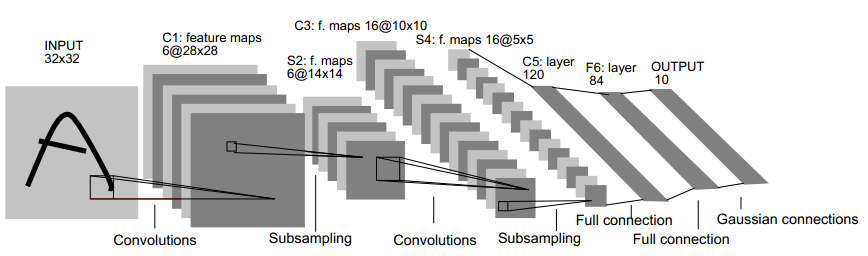 INPUT
32x32
C1: feature maps
6@28x28
S2: f. maps
6@14x14
C3: f. maps 16@10x10
S4: f. maps 16@5x5
C5: layer
120
F6: layer
84
OUTPUT
10
Convolutions
Subsampling
Convolutions
Subsampling
Full connection
Full connection
Gaussian connections